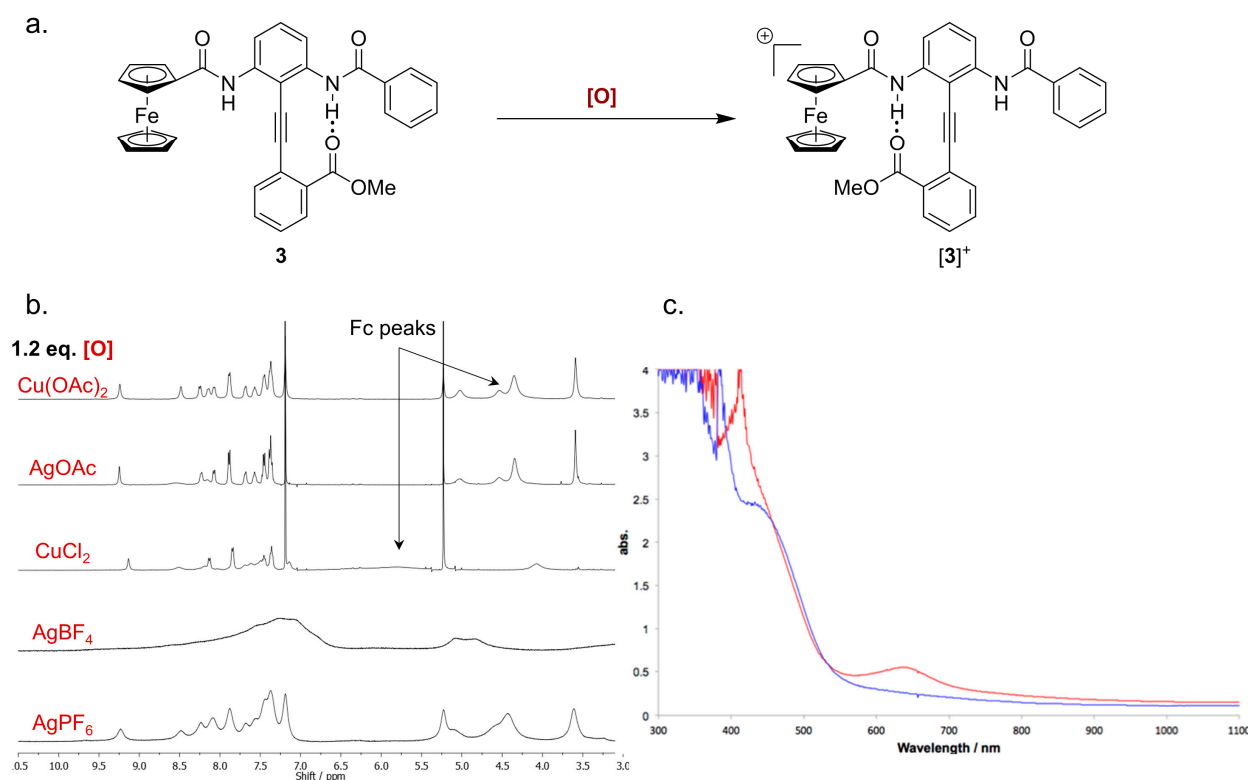 a.
O
N
H
Fe
O
N
H
O
OMe
3
[O]
⊕
O
N
H
Fe
O
N
H
O
MeO
[3]+
b.
1.2 eq. [O]
Fc peaks
Cu(OAc)2
AgOAc
CuCl2
AgBF4
AgPF6
10.5 10.0 9.5 9.0 8.5 8.0 7.5 7.0 6.5 6.0 5.5 5.0 4.5 4.0 3.5 3.0
Shift / ppm
c.
4
3.5
3
2.5
2
1.5
1
0.5
0
abs.
300 400 500 600 700 800 900 1000 1100
Wavelength / nm